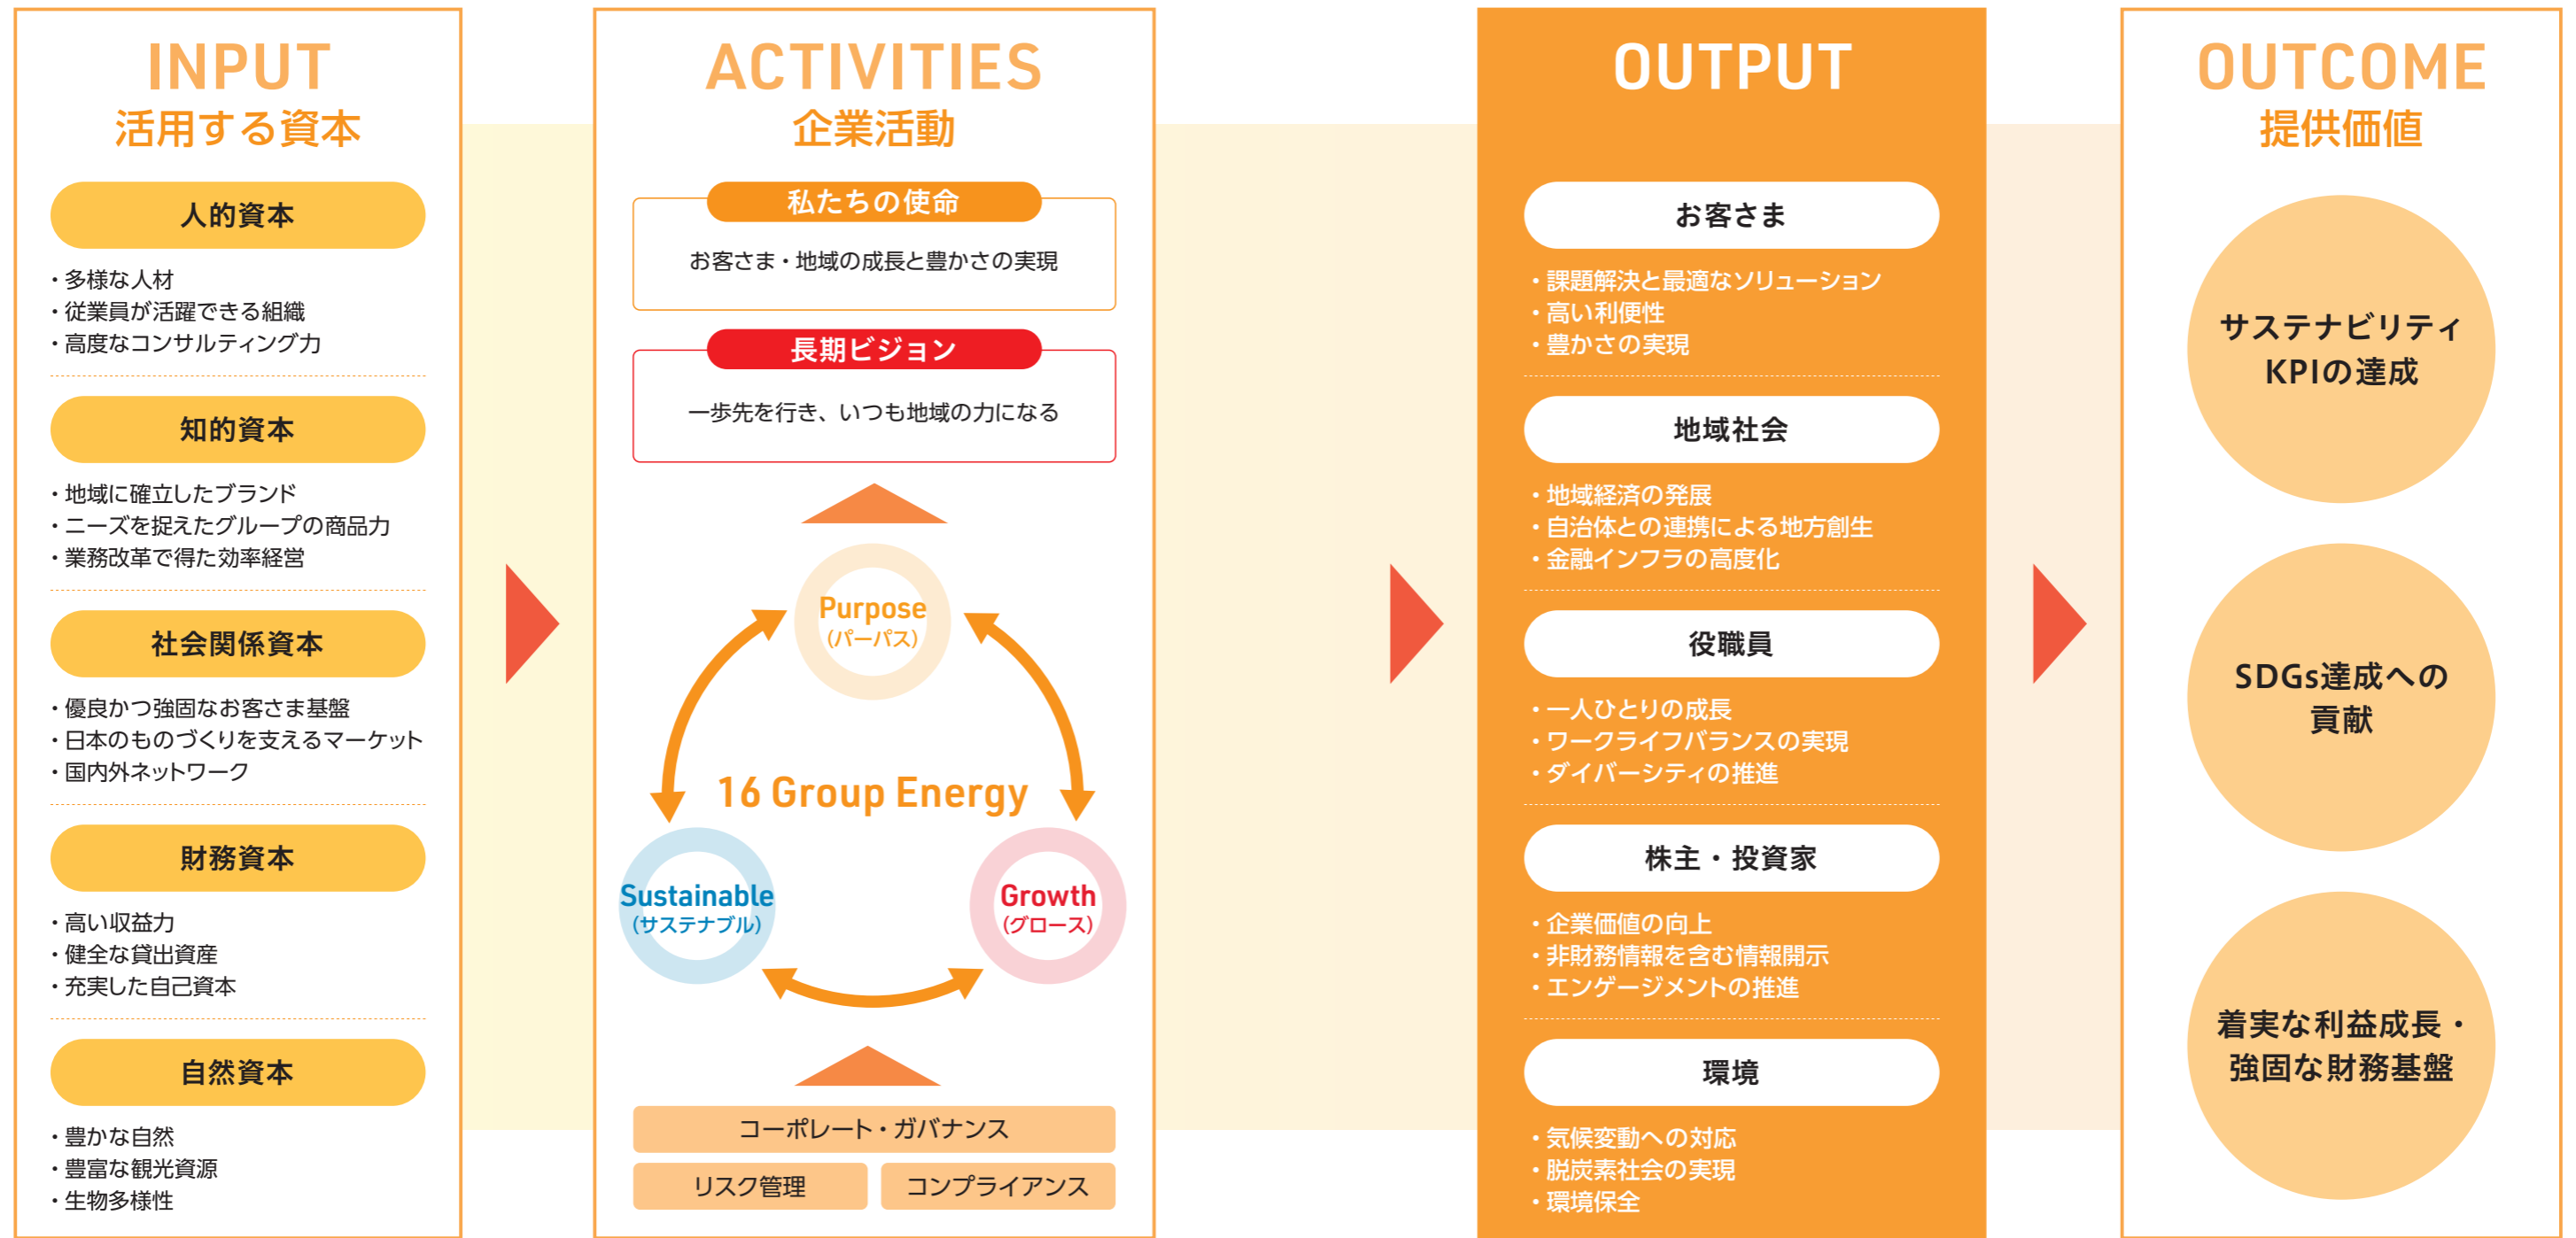 INPUT
活用する資本
人的資本
・多様な人材
・従業員が活躍できる組織
・高度なコンサルティング力
知的資本
・地域に確立したブランド
・ニーズを捉えたグループの商品力
・業務改革で得た効率経営
社会関係資本
・優良かつ強固なお客さま基盤
・日本のものづくりを支えるマーケット
・国内外ネットワーク
財務資本
・高い収益力
・健全な貸出資産
・充実した自己資本
自然資本
・豊かな自然
・豊富な観光資源
・生物多様性
ACTIVITIES
企業活動
私たちの使命
お客さま・地域の成長と豊かさの実現
長期ビジョン
一歩先を行き、いつも地域の力になる
Purpose
(パーパス)
16 Group Energy
Sustainable
(サステナブル)
Growth
(グロース)
コーポレート・ガバナンス
リスク管理
コンプライアンス
OUTPUT
お客さま
・課題解決と最適なソリューション
・高い利便性
・豊かさの実現
地域社会
・地域経済の発展
・自治体との連携による地方創生
・金融インフラの高度化
役職員
・一人ひとりの成長
・ワークライフバランスの実現
・ダイバーシティの推進
株主・投資家
・企業価値の向上
・非財務情報を含む情報開示
・エンゲージメントの推進
環境
・気候変動への対応
・脱炭素社会の実現
・環境保全
OUTCOME
提供価値
サステナビリティ
KPIの達成
SDGs達成への
貢献
着実な利益成長・
強固な財務基盤